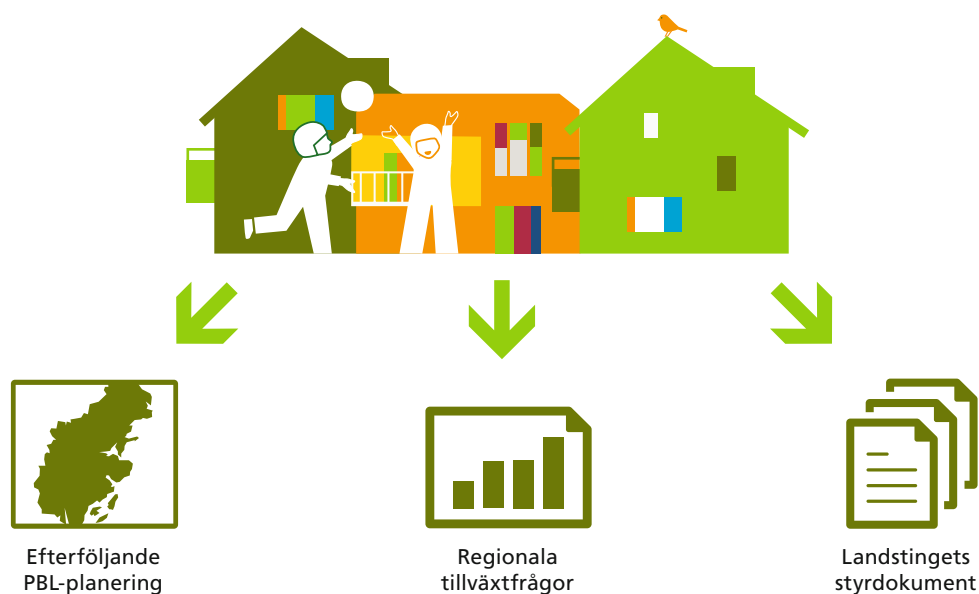 Efterföljande
PBL-planering
Regionala
tillväxtfrågor
Landstingets
styrdokument